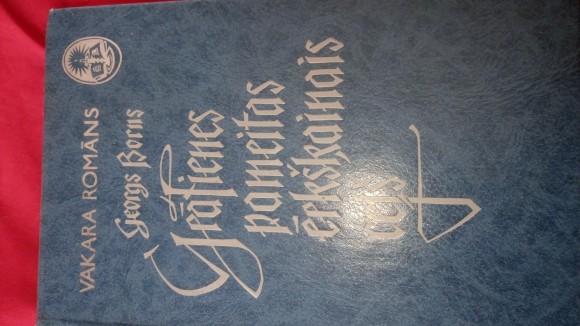 VAKARA ROMĀNS
Georgs Borns
Grāfienes
pameitas
ērkšķainais
ceļš